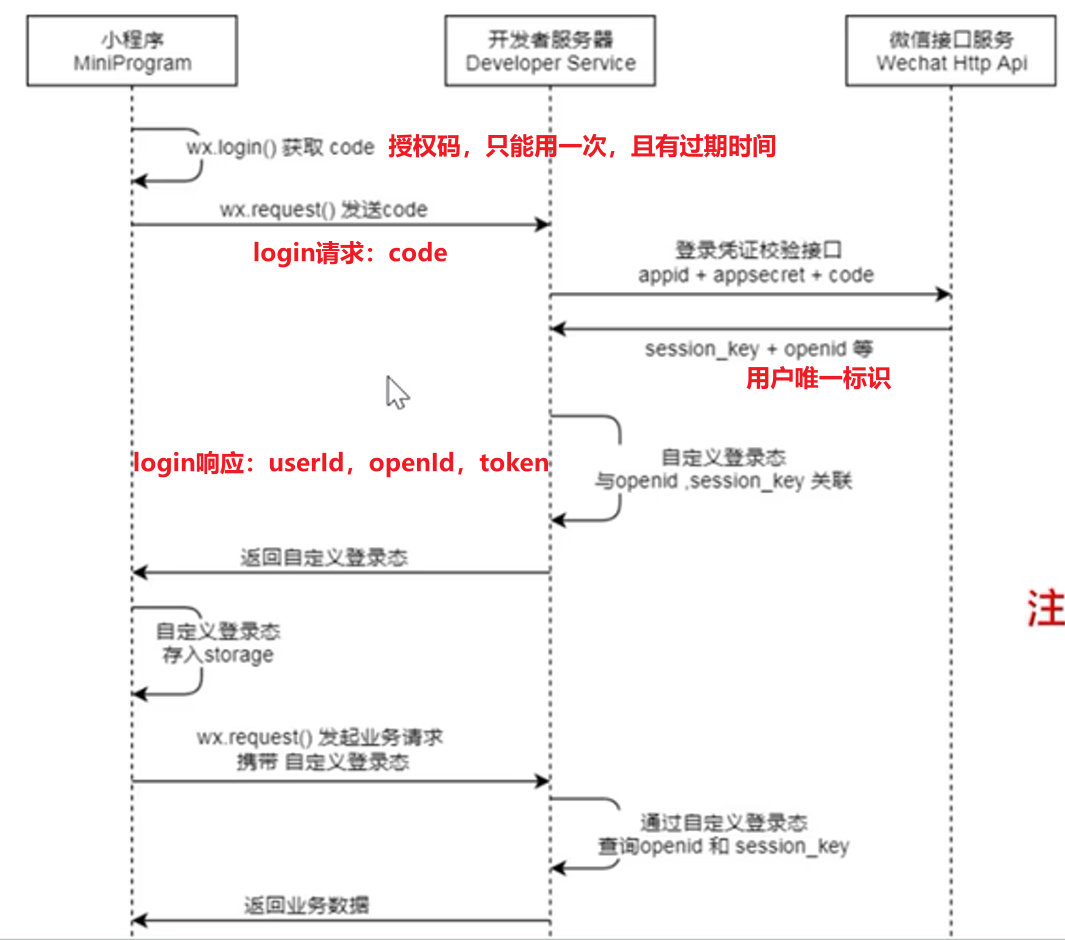 小程序
MiniProgram
开发者服务器
Developer Service
微信接口服务
Wechat Http Api
wx.login() 获取 code
授权码，只能用一次，且有过期时间
wx.request() 发送code
login请求：code
登录凭证校验接口
appid + appsecret + code
session_key + openid 等
用户唯一标识
login响应：userId，openId，token
自定义登录态
与openid ,session_key 关联
返回自定义登录态
自定义登录态
存入storage
注
wx.request() 发起业务请求
携带 自定义登录态
通过自定义登录态
查询openid 和 session_key
返回业务数据